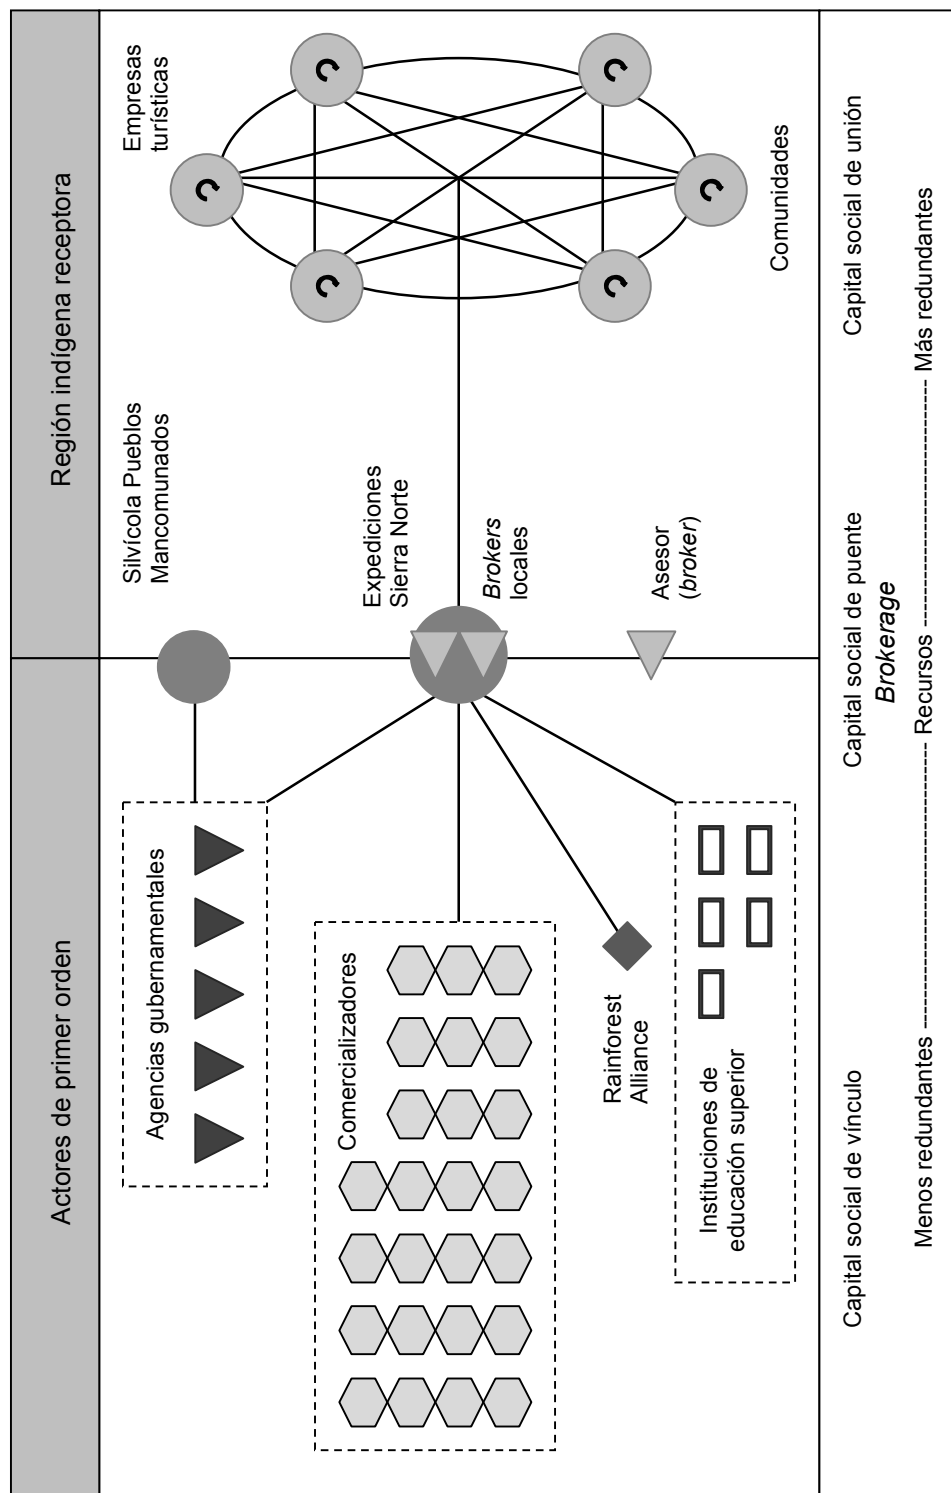 Actores de primer orden
Región indígena receptora
Agencias gubernamentales
Silvícola Pueblos
Mancomunados
Empresas
turísticas
c
c
c
c
c
c
Comercializadores
Expediciones
Sierra Norte
Brokers
locales
Rainforest
Alliance
Asesor
(broker)
Comunidades
Instituciones de
educación superior
Capital social de vínculo
Capital social de puente
Capital social de unión
Brokerage
Menos redundantes ------------------------------ Recursos ------------------------------ Más redundantes